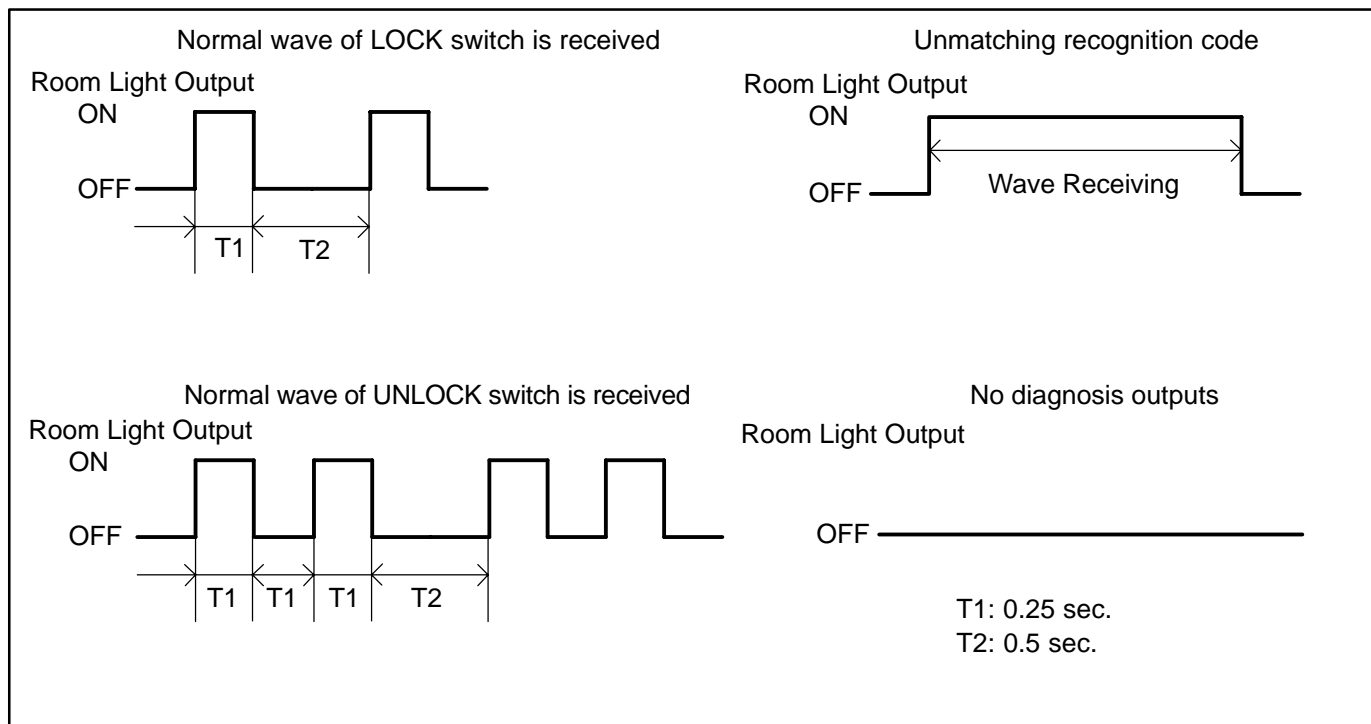 Normal wave of LOCK switch is received
Room Light Output
ON
OFF
T1
T2
Unmatching recognition code
Room Light Output
ON
OFF
Wave Receiving
Normal wave of UNLOCK switch is received
Room Light Output
ON
OFF
T1
T1
T1
T2
No diagnosis outputs
Room Light Output
OFF
T1: 0.25 sec.
T2: 0.5 sec.